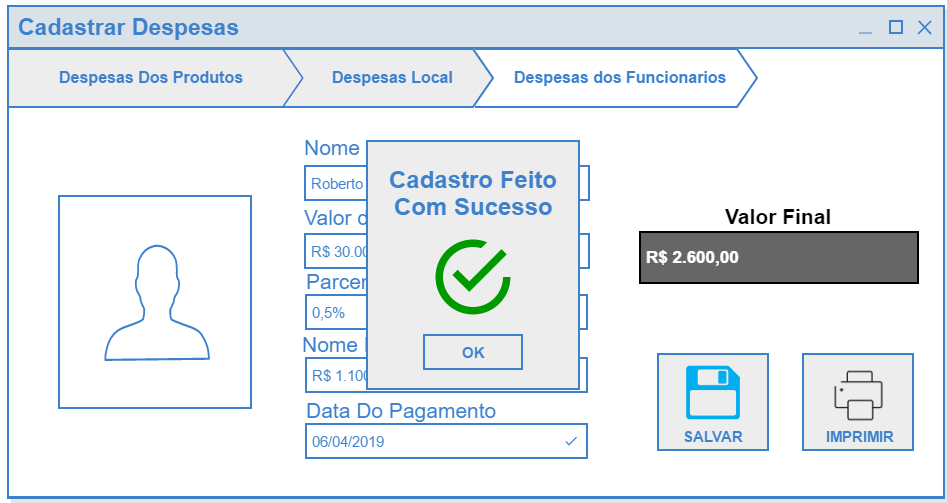 Cadastrar Despesas
Despesas Dos Produtos
Despesas Local
Despesas dos Funcionarios
Nome
Roberto
Valor
R$ 30.00
0,5%
Nome
R$ 1.100
Data Do Pagamento
06/04/2019
Cadastro Feito
Com Sucesso
OK
Valor Final
R$ 2.600,00
SALVAR
IMPRIMIR